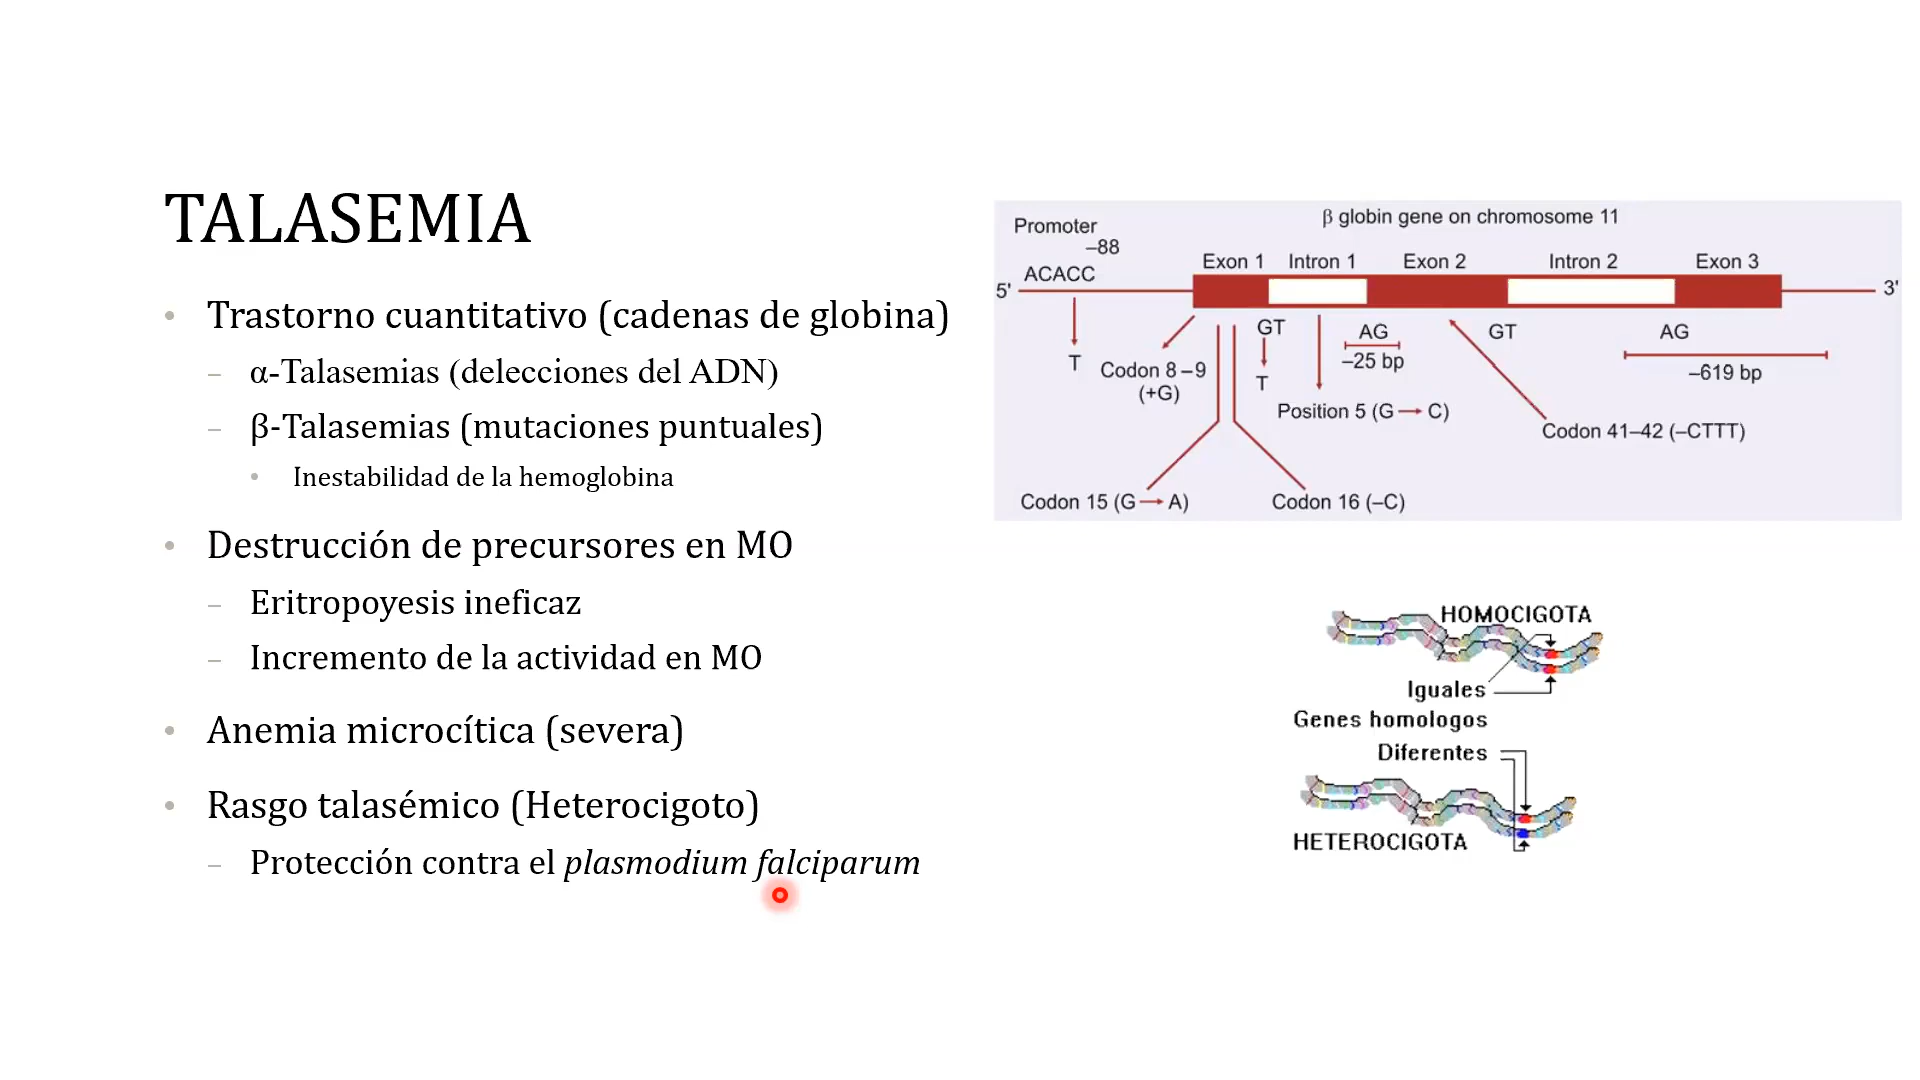 TALASEMIA
• Trastorno cuantitativo (cadenas de globina)
– α-Talasemias (delecciones del ADN)
– β-Talasemias (mutaciones puntuales)
• Inestabilidad de la hemoglobina
• Destrucción de precursores en MO
– Eritropoyesis ineficaz
– Incremento de la actividad en MO
• Anemia microcítica (severa)
• Rasgo talasémico (Heterocigoto)
– Protección contra el plasmodium falciparum
β globin gene on chromosome 11
Promoter
–88
ACACC
Exon 1 Intron 1 Exon 2 Intron 2 Exon 3
5' 3'
GT AG GT AG
T
Codon 8–9
(+G)
T
–25 bp
–619 bp
Position 5 (G → C)
Codon 41–42 (–CTTT)
Codon 15 (G → A)
Codon 16 (–C)
HOMOCIGOTA
Iguales
Genes homologos
Diferentes
HETEROCIGOTA